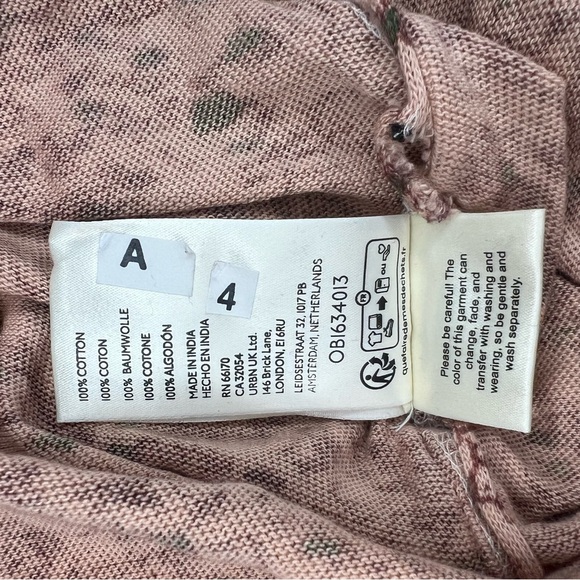 A
4
100% COTTON
100% COTON
100% BAUMWOLLE
100% COTONE
100% ALGODÓN
MADE IN INDIA
HECHO EN INDIA
RN 66170
CA 32054
URBN UK Ltd.
146 Brick Lane,
LONDON, E1 6RU
LEIDSESTRAAT 32, 1017 PB
AMSTERDAM, NETHERLANDS
OB1634013
FR
ou
quefairedemesdechets.fr
Please be careful! The
color of this garment can
change, fade, and
transfer with washing and
wearing, so be gentle and
wash separately.